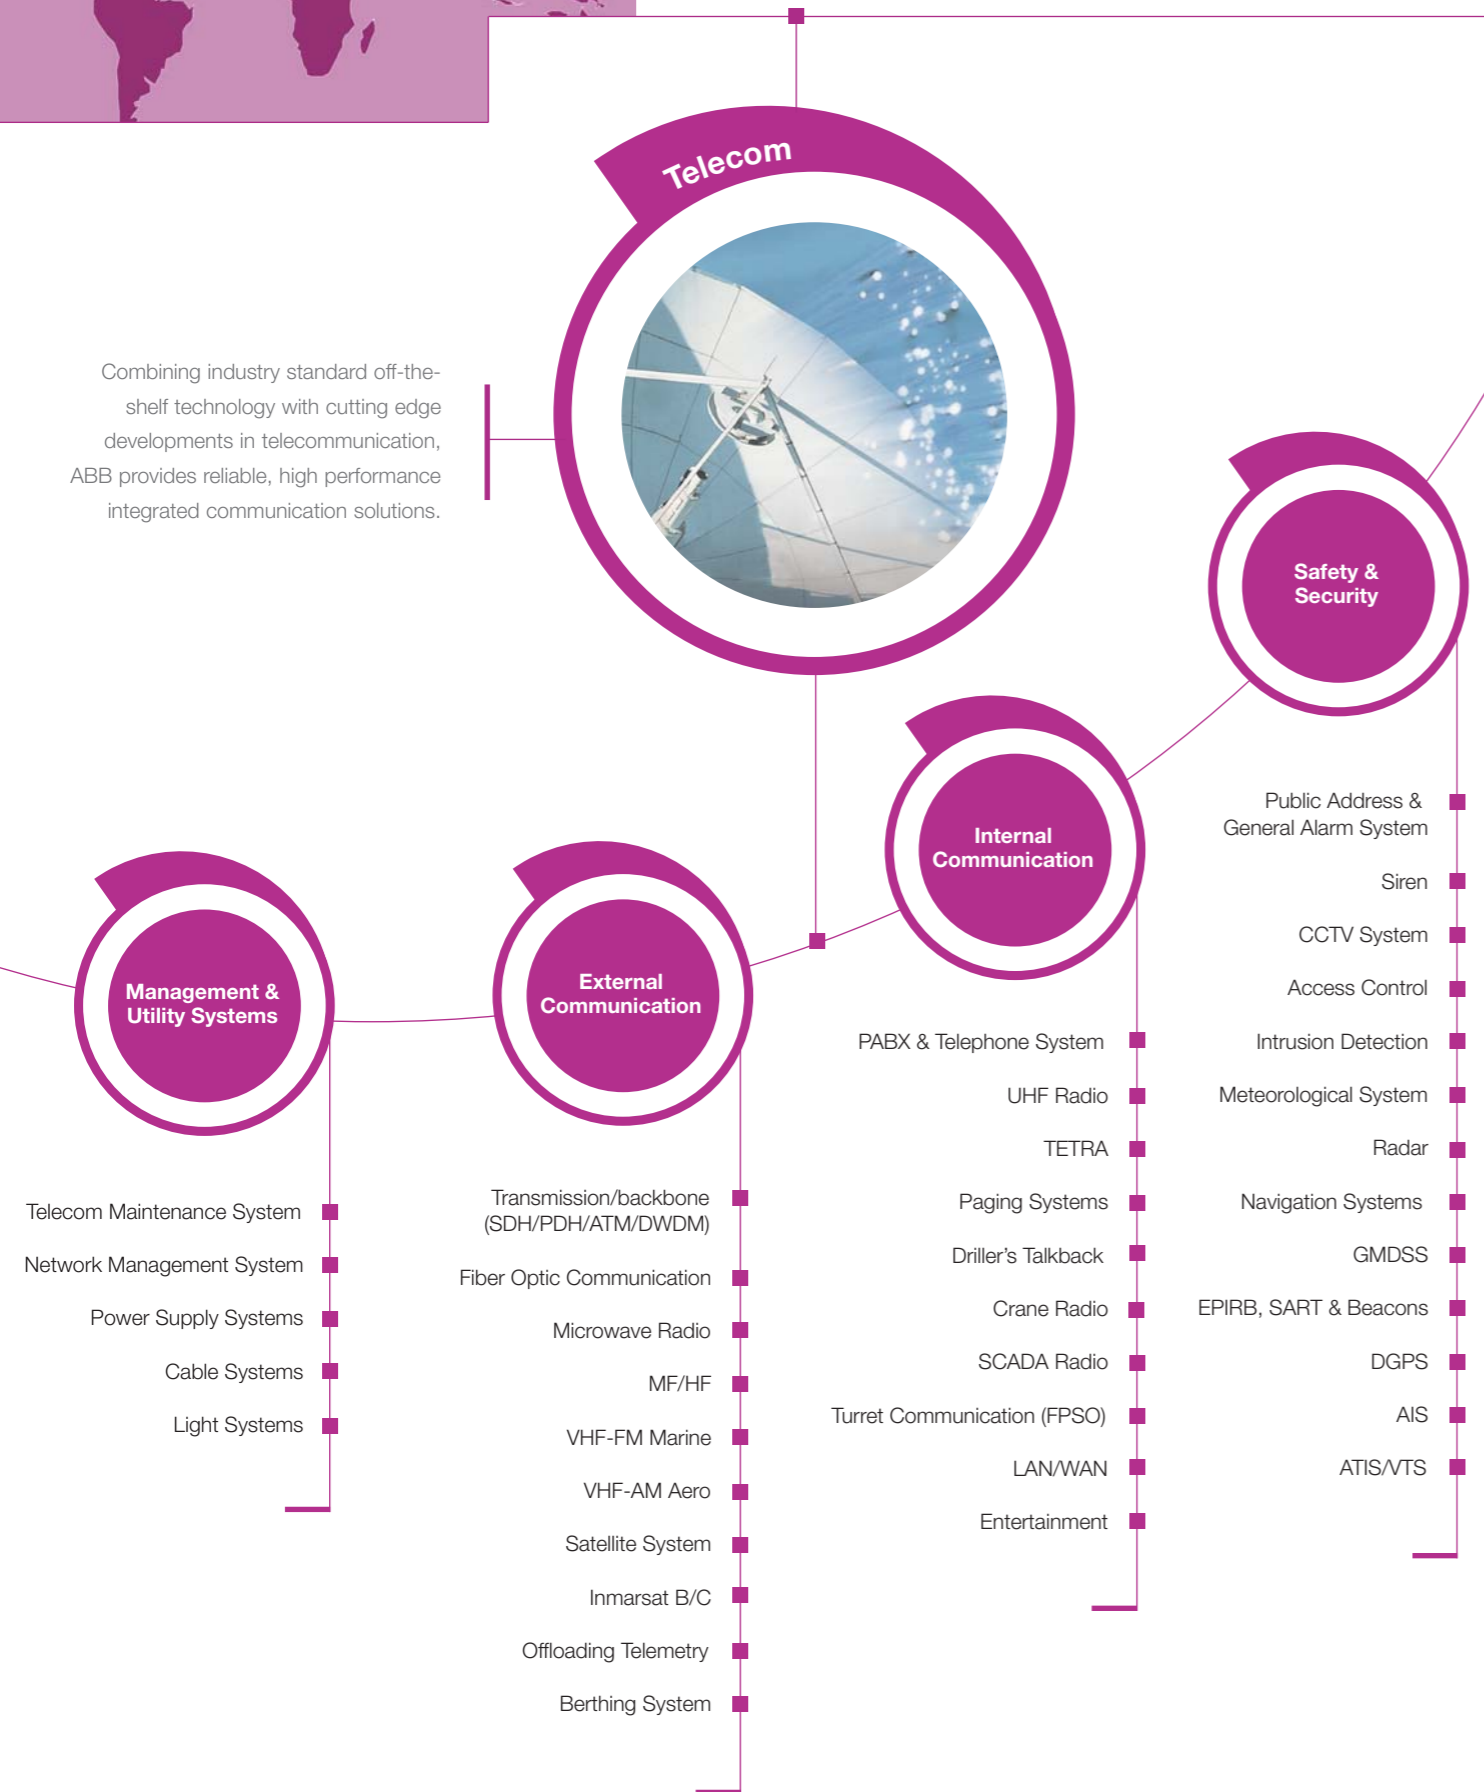 Telecom
Combining industry standard off-the-
shelf technology with cutting edge
developments in telecommunication,
ABB provides reliable, high performance
integrated communication solutions.
Management &
Utility Systems
Telecom Maintenance System
Network Management System
Power Supply Systems
Cable Systems
Light Systems
External
Communication
Transmission/backbone
(SDH/PDH/ATM/DWDM)
Fiber Optic Communication
Microwave Radio
MF/HF
VHF-FM Marine
VHF-AM Aero
Satellite System
Inmarsat B/C
Offloading Telemetry
Berthing System
Internal
Communication
PABX & Telephone System
UHF Radio
TETRA
Paging Systems
Driller’s Talkback
Crane Radio
SCADA Radio
Turret Communication (FPSO)
LAN/WAN
Entertainment
Safety &
Security
Public Address &
General Alarm System
Siren
CCTV System
Access Control
Intrusion Detection
Meteorological System
Radar
Navigation Systems
GMDSS
EPIRB, SART & Beacons
DGPS
AIS
ATIS/VTS